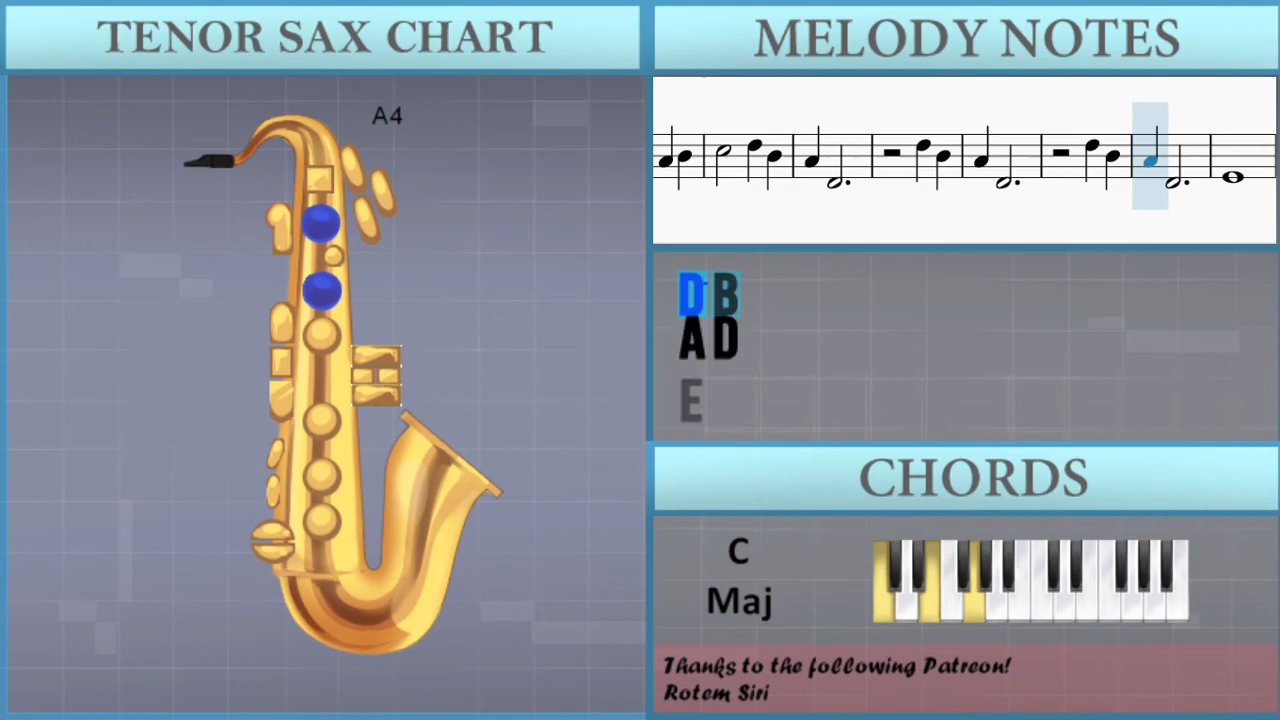 TENOR SAX CHART
A4
MELODY NOTES
D B
A D
E
CHORDS
C
Maj
Thanks to the following Patreon!
Rotem Siri